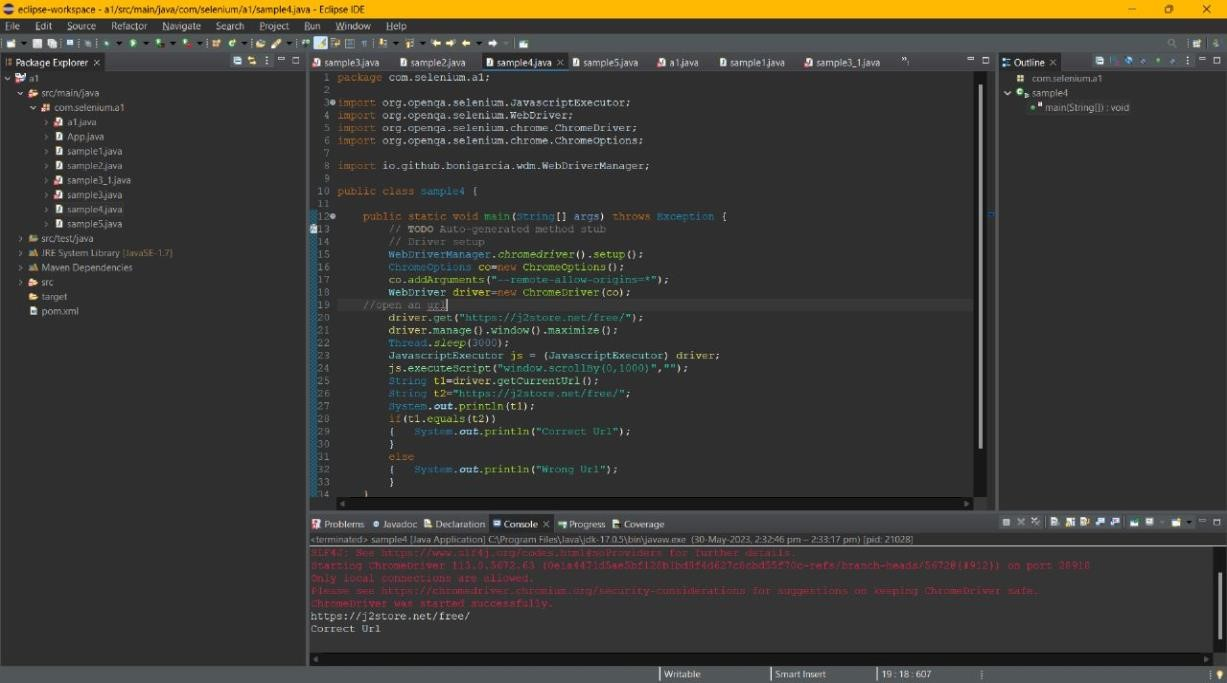 eclipse-workspace - a1/src/main/java/com/selenium/a1/sample4.java - Eclipse IDE
File Edit Source Refactor Navigate Search Project Run Window Help
Package Explorer
a1
src/main/java
com.selenium.a1
a1.java
App.java
sample1.java
sample2.java
sample3_1.java
sample3.java
sample4.java
sample5.java
src/test/java
JRE System Library [JavaSE-1.7]
Maven Dependencies
src
target
pom.xml
sample3.java sample2.java sample4.java sample5.java a1.java sample1.java sample3_1.java
1 package com.selenium.a1;
2
3 import org.openqa.selenium.JavascriptExecutor;
4 import org.openqa.selenium.WebDriver;
5 import org.openqa.selenium.chrome.ChromeDriver;
6 import org.openqa.selenium.chrome.ChromeOptions;
7
8 import io.github.bonigarcia.wdm.WebDriverManager;
9
10 public class sample4 {
11
12 public static void main(String[] args) throws Exception {
13 // TODO Auto-generated method stub
14 // Driver setup
15 WebDriverManager.chromedriver().setup();
16 ChromeOptions co=new ChromeOptions();
17 co.addArguments("--remote-allow-origins=*");
18 WebDriver driver=new ChromeDriver(co);
19 //open an url
20 driver.get("https://j2store.net/free/");
21 driver.manage().window().maximize();
22 Thread.sleep(3000);
23 JavascriptExecutor js = (JavascriptExecutor) driver;
24 js.executeScript("window.scrollBy(0,1000)","");
25 String t1=driver.getCurrentUrl();
26 String t2="https://j2store.net/free/";
27 System.out.println(t1);
28 if(t1.equals(t2))
29 { System.out.println("Correct Url");
30 }
31 else
32 { System.out.println("Wrong Url");
33 }
34 }
Outline
com.selenium.a1
sample4
main(String[]) : void
Problems Javadoc Declaration Console Progress Coverage
<terminated> sample4 [Java Application] C:\Program Files\Java\jdk-17.0.5\bin\javaw.exe (30-May-2023, 2:32:46 pm – 2:33:17 pm) [pid: 21028]
SLF4J: See https://www.slf4j.org/codes.html#noProviders for further details.
Starting ChromeDriver 113.0.5672.63 on port 28918
Only local connections are allowed.
Please see https://chromedriver.chromium.org/security-considerations for suggestions on keeping ChromeDriver safe.
ChromeDriver was started successfully.
https://j2store.net/free/
Correct Url
Writable Smart Insert 19 : 18 : 607